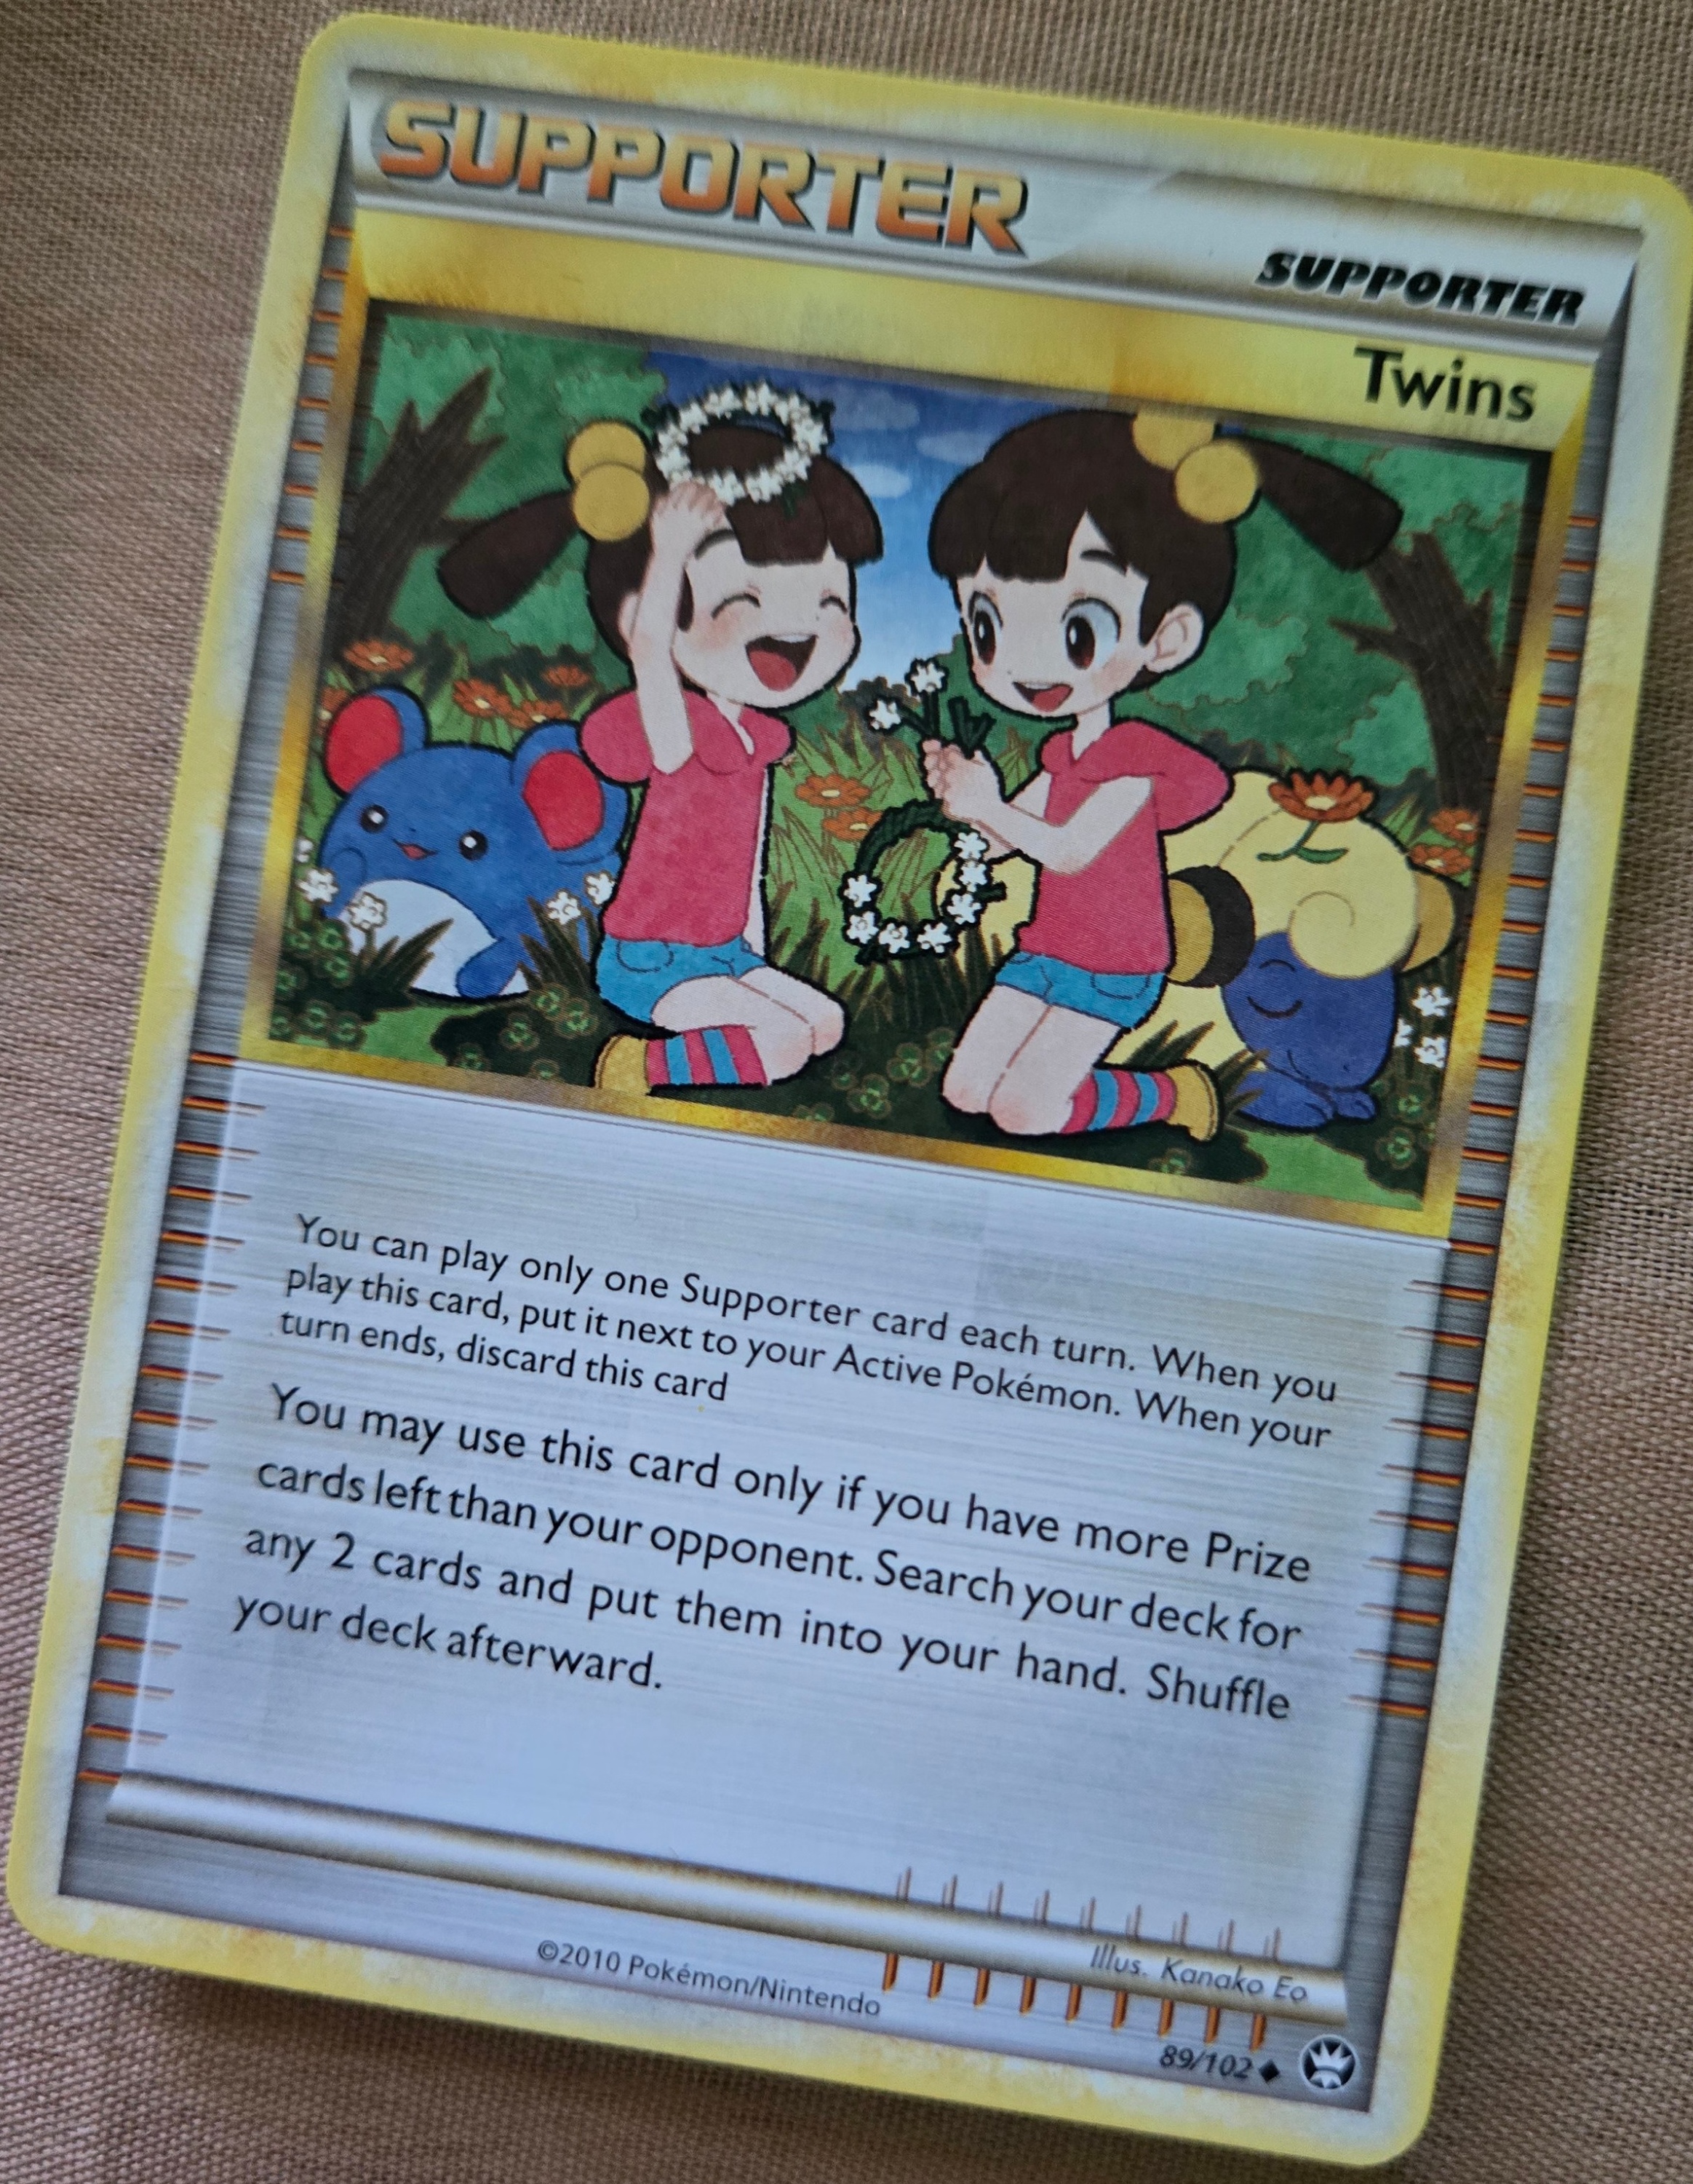 SUPPORTER
SUPPORTER
Twins
You can play only one Supporter card each turn. When you
play this card, put it next to your Active Pokémon. When your
turn ends, discard this card
You may use this card only if you have more Prize
cards left than your opponent. Search your deck for
any 2 cards and put them into your hand. Shuffle
your deck afterward.
Illus. Kanako Eo
©2010 Pokémon/Nintendo
89/102